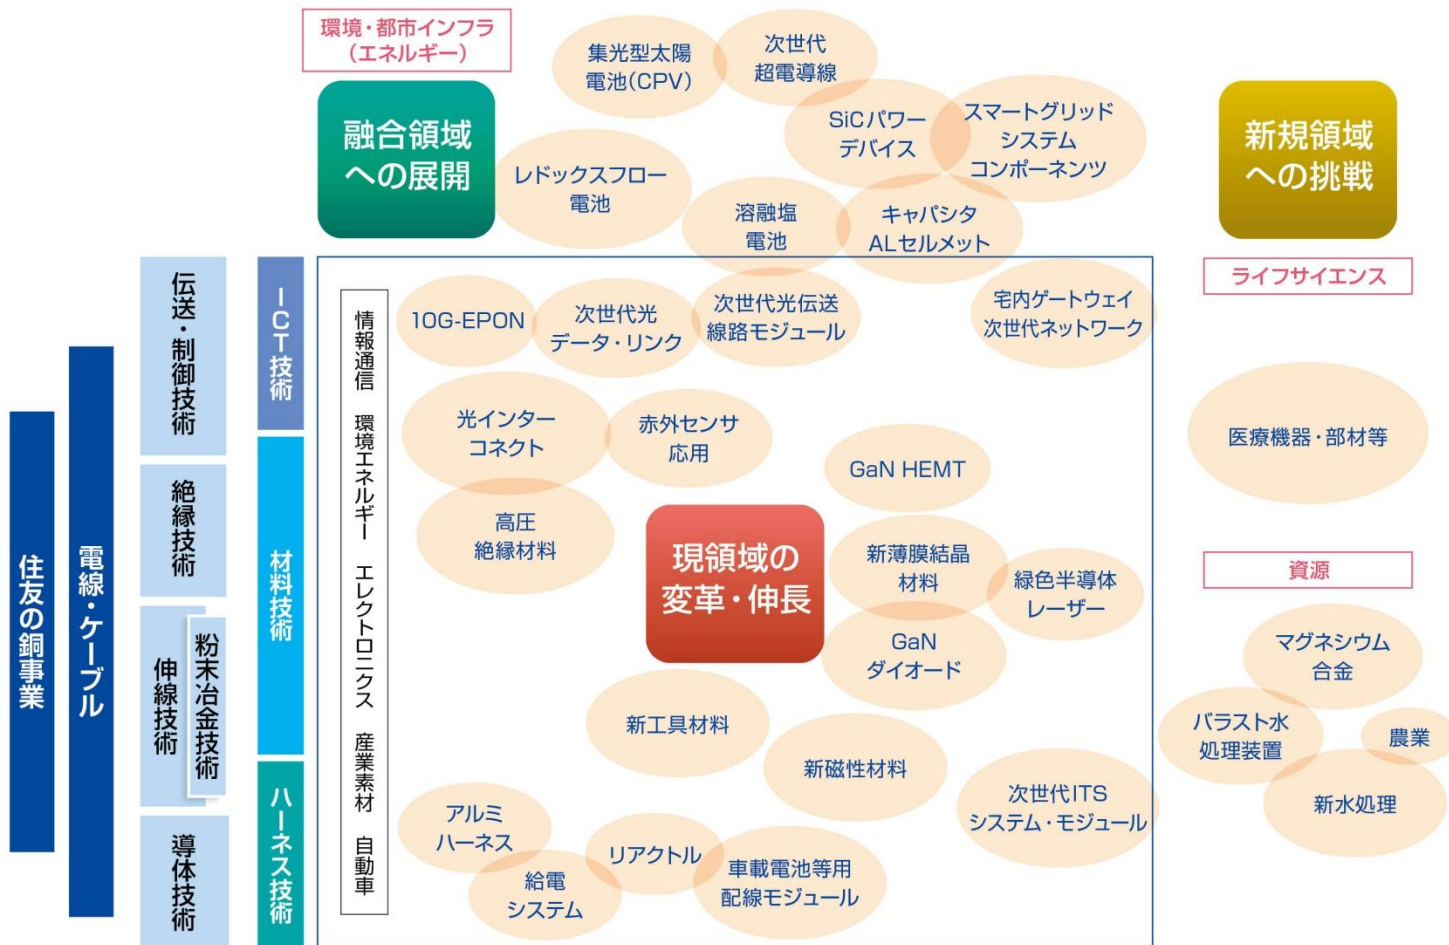 環境・都市インフラ
(エネルギー)
融合領域
への展開
集光型太陽
電池(CPV)
次世代
超電導線
SiCパワー
デバイス
スマートグリッド
システム
コンポーネンツ
レドックスフロー
電池
溶融塩
電池
キャパシタ
ALセルメット
新規領域
への挑戦
ライフサイエンス
医療機器・部材等
資源
マグネシウム
合金
バラスト水
処理装置
農業
新水処理
住友の銅事業
電線・ケーブル
伝送・制御技術
絶縁技術
粉末冶金技術
伸線技術
導体技術
ICT技術
材料技術
ハーネス技術
情報通信 環境エネルギー エレクトロニクス 産業素材 自動車
10G-EPON
次世代光
データ・リンク
次世代光伝送
線路モジュール
宅内ゲートウェイ
次世代ネットワーク
光インター
コネクト
赤外センサ
応用
GaN HEMT
高圧
絶縁材料
現領域の
変革・伸長
新薄膜結晶
材料
緑色半導体
レーザー
GaN
ダイオード
新工具材料
新磁性材料
次世代ITS
システム・モジュール
アルミ
ハーネス
給電
システム
リアクトル
車載電池等用
配線モジュール